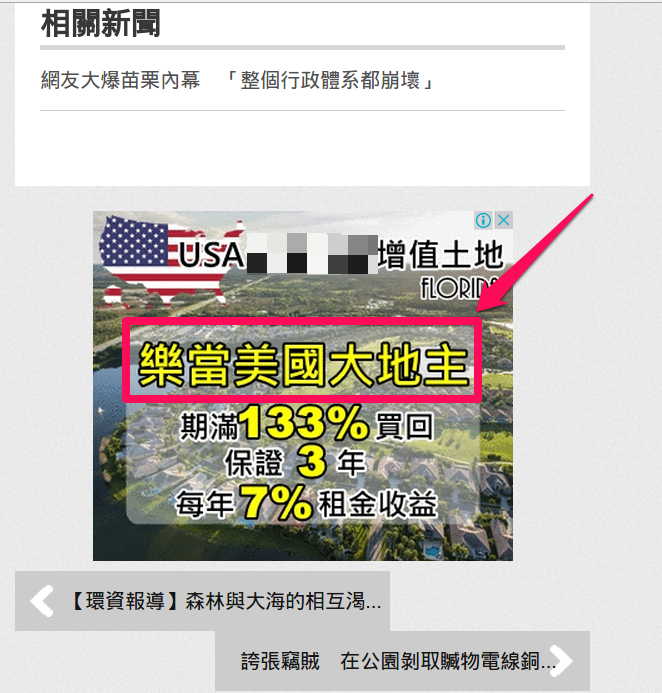 相關新聞
網友大爆苗栗內幕 「整個行政體系都崩壞」
USA 增值土地
FLORIDA
樂當美國大地主
期滿133%買回
保證 3 年
每年7%租金收益
【環資報導】森林與大海的相互渴...
誇張竊賊 在公園剝取贓物電線銅...